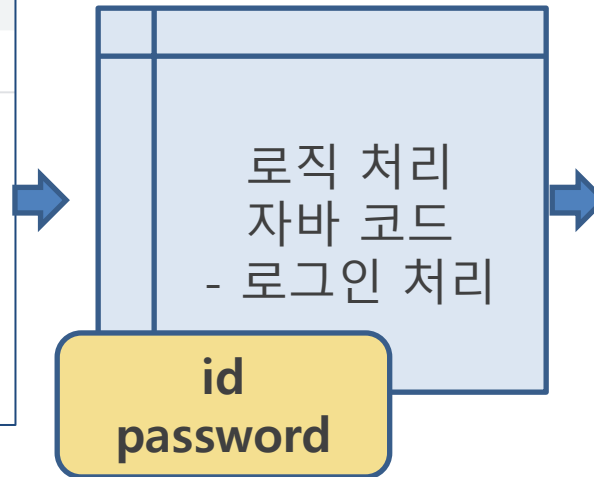 로직 처리
자바 코드
- 로그인 처리
id
password